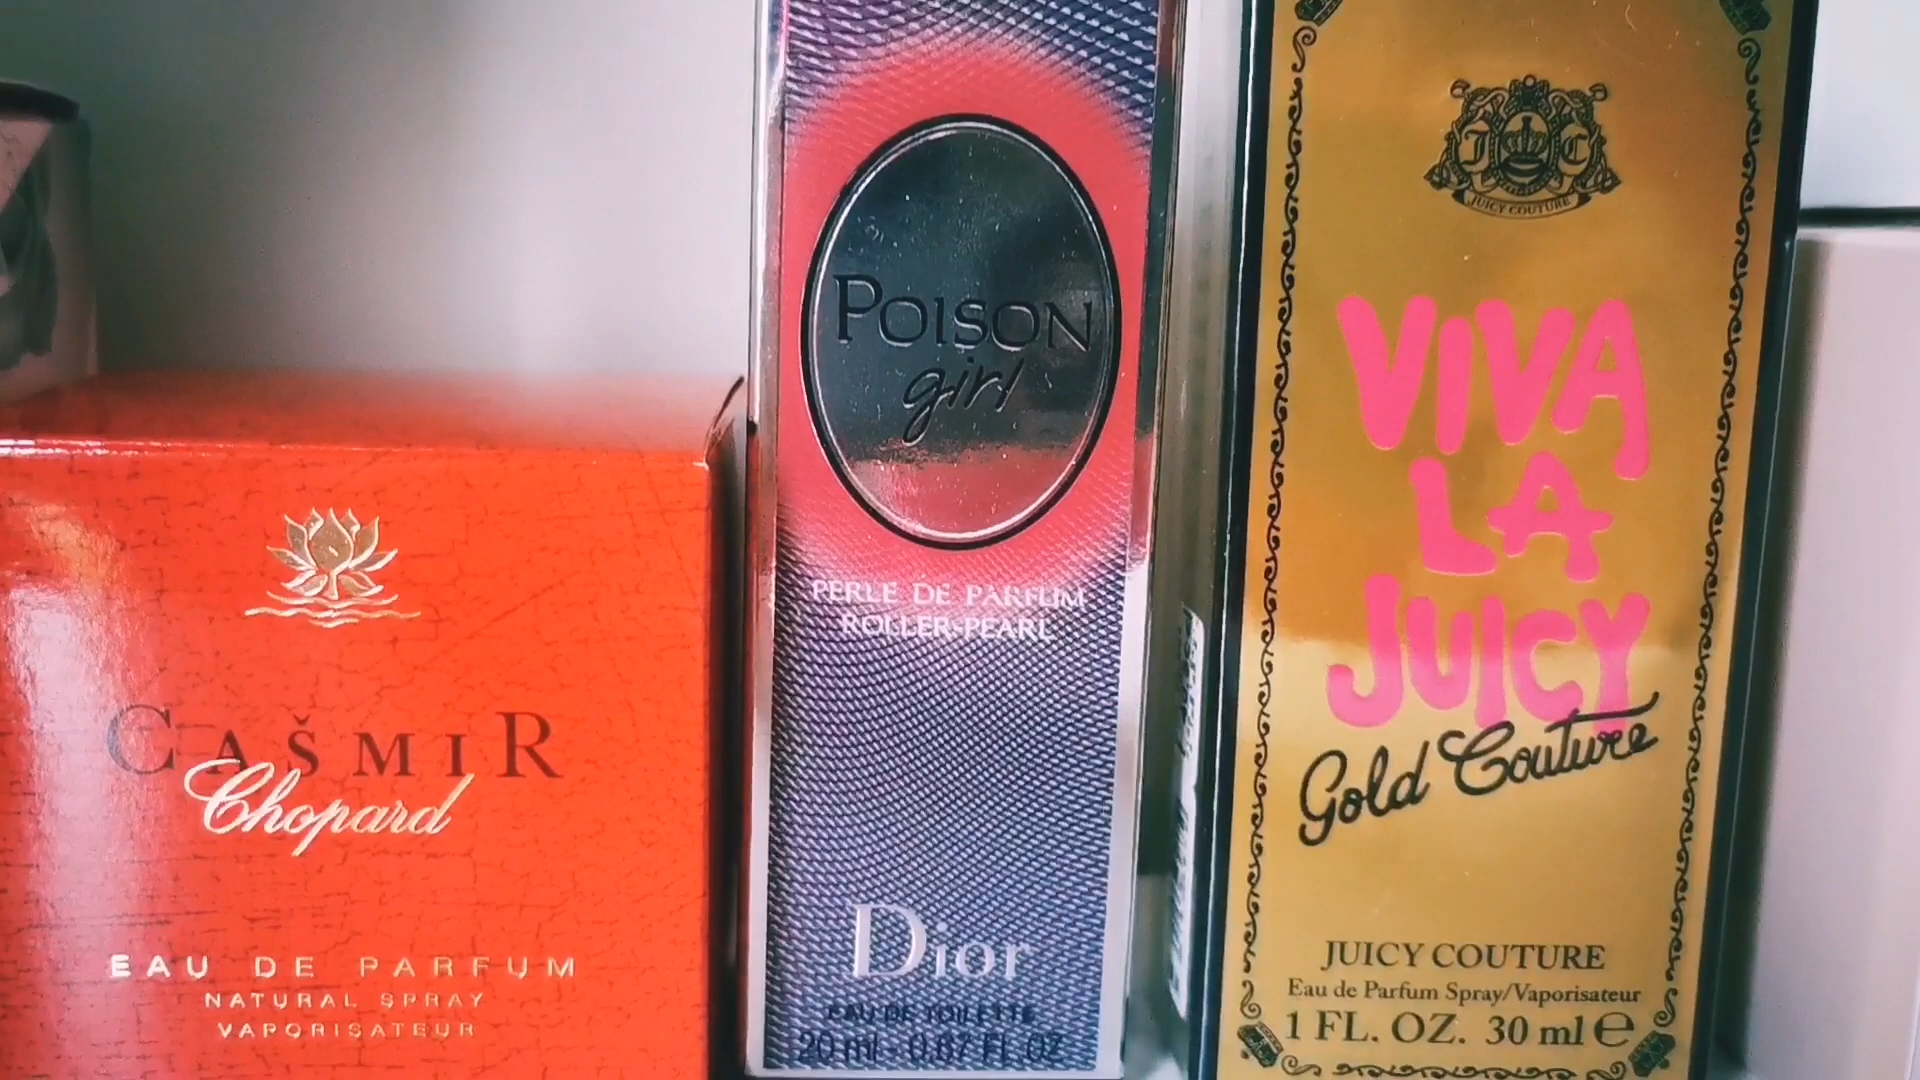 CAŠMIR
Chopard
EAU DE PARFUM
NATURAL SPRAY
VAPORISATEUR
POISON
girl
PERLE DE PARFUM
ROLLER-PEARL
Dior
EAU DE TOILETTE
20 ml - 0.67 FL.OZ
J C
JUICY COUTURE
VIVA
LA
JUICY
Gold Couture
JUICY COUTURE
Eau de Parfum Spray/Vaporisateur
1 FL. OZ. 30 ml e